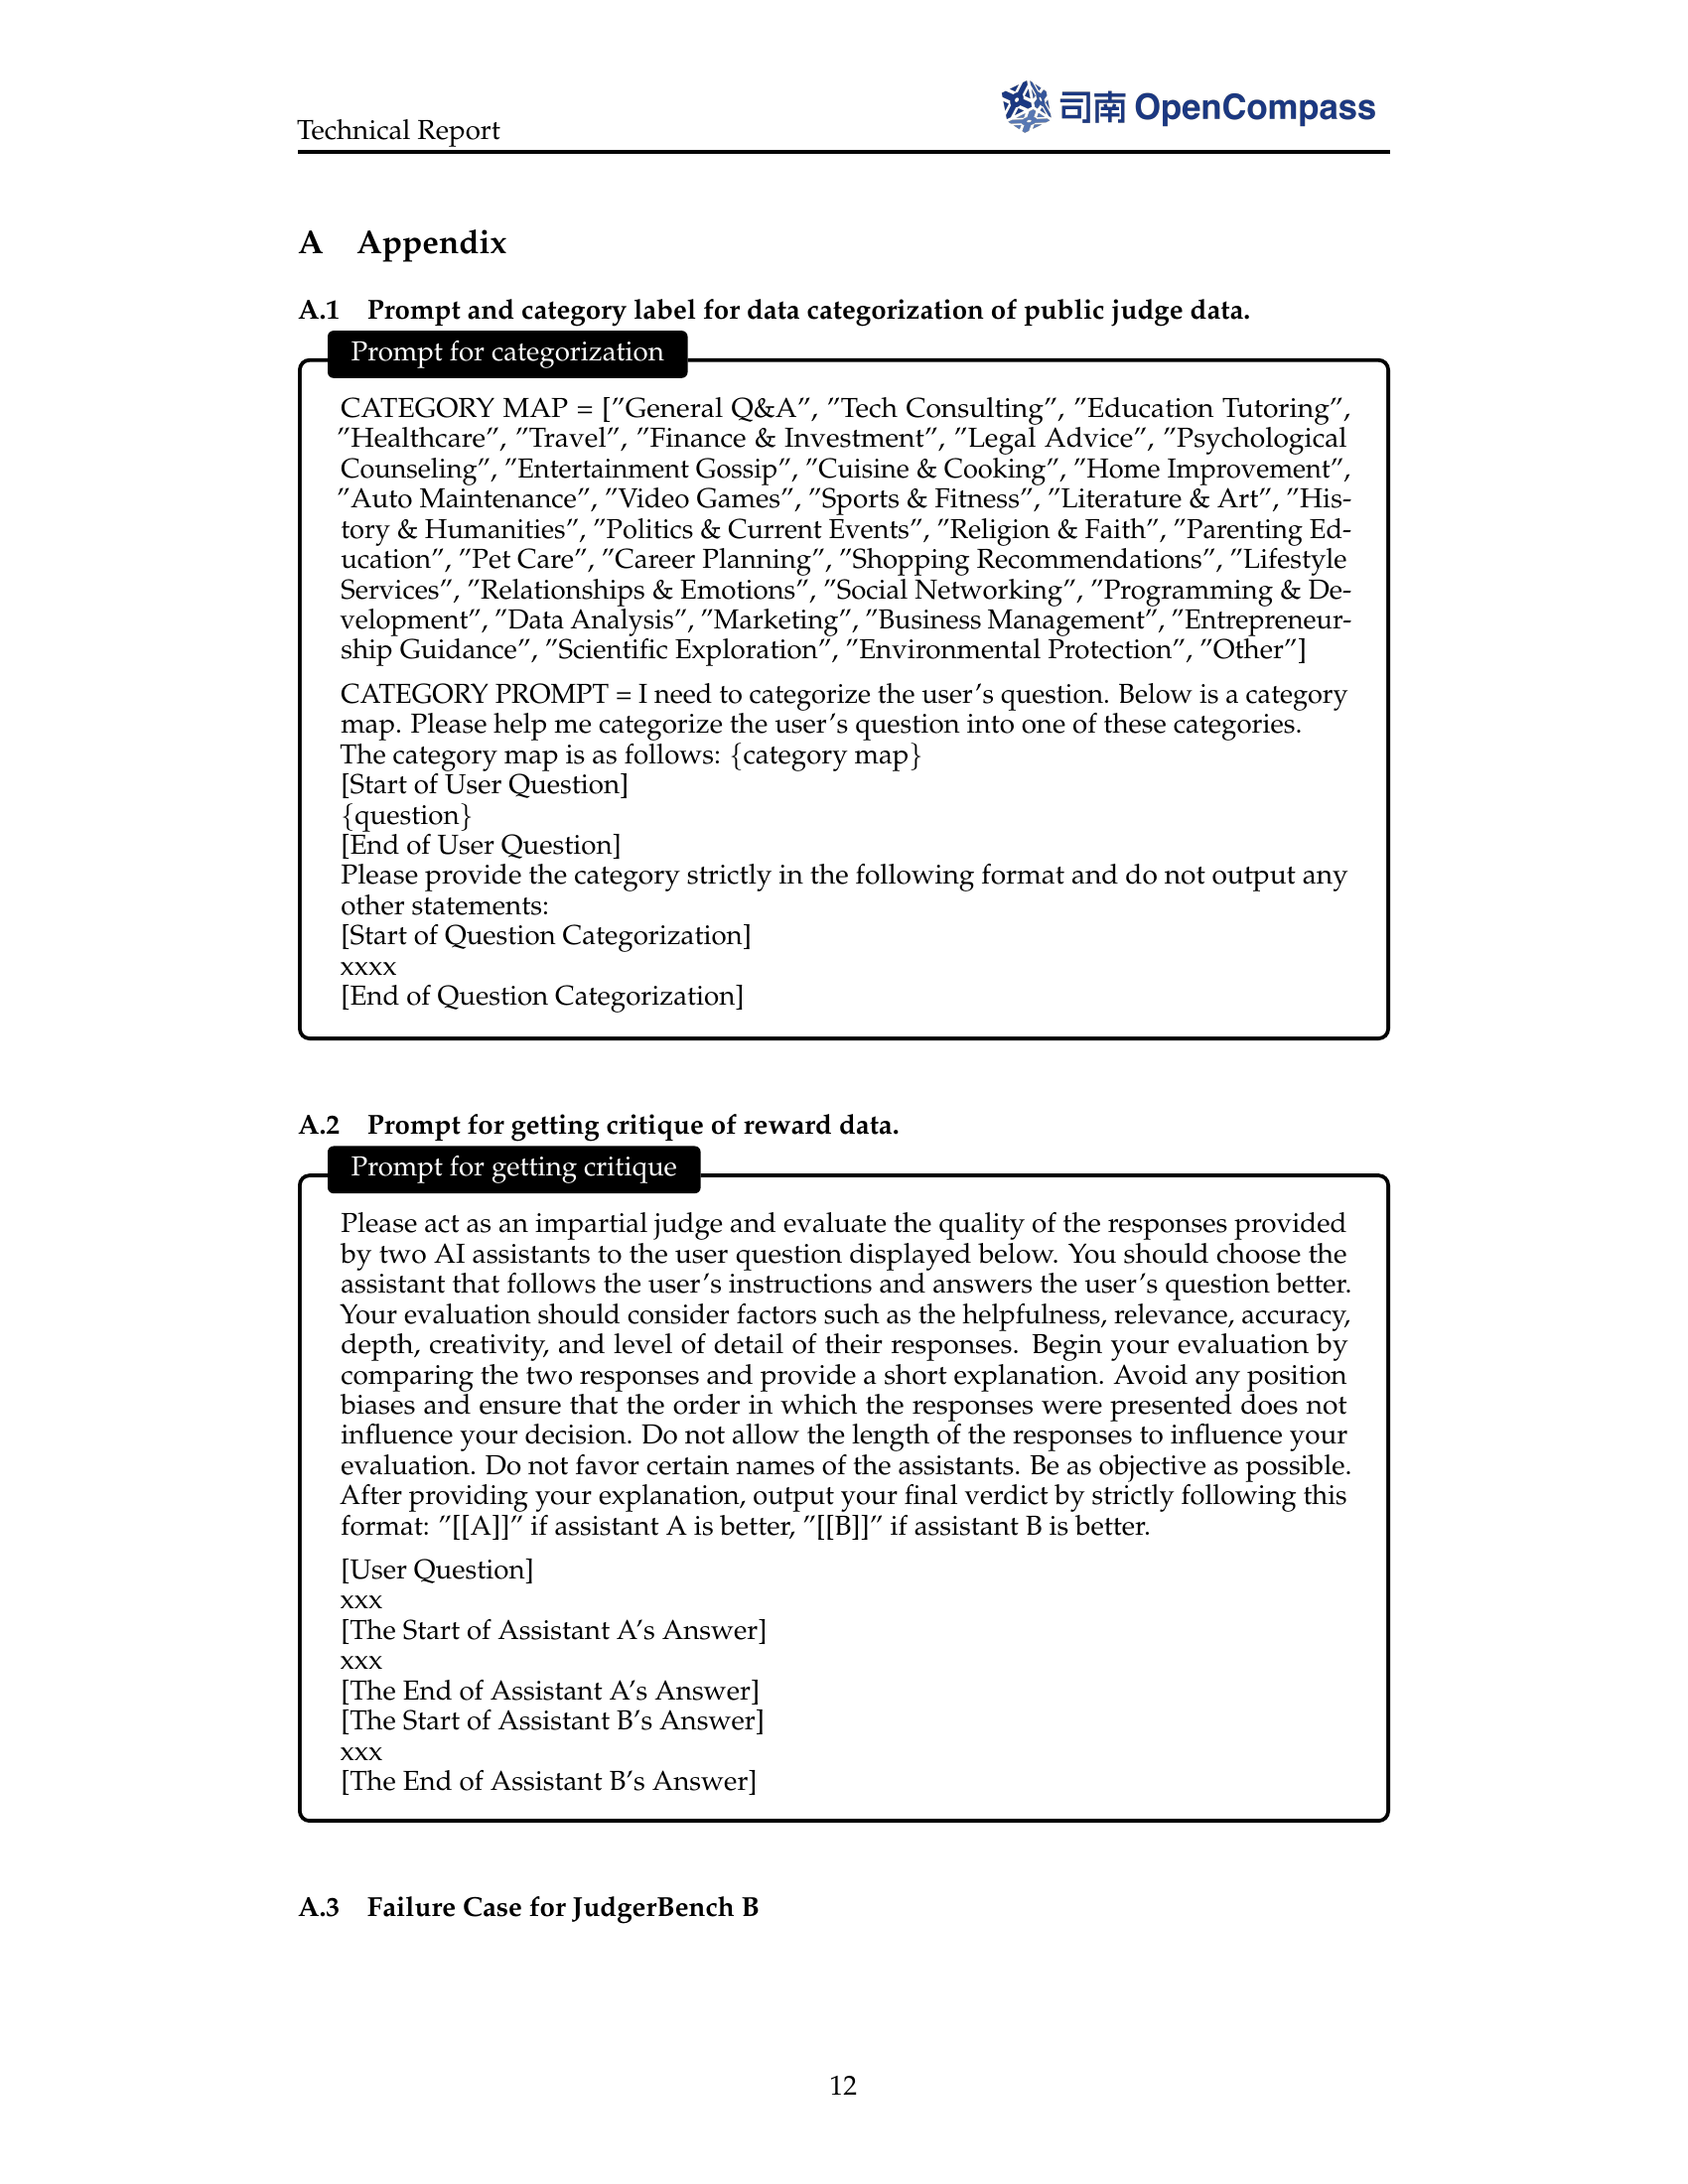 Technical Report
司南 OpenCompass
A Appendix
A.1 Prompt and category label for data categorization of public judge data.
Prompt for categorization
CATEGORY MAP = [”General Q&A”, ”Tech Consulting”, ”Education Tutoring”,
”Healthcare”, ”Travel”, ”Finance & Investment”, ”Legal Advice”, ”Psychological
Counseling”, ”Entertainment Gossip”, ”Cuisine & Cooking”, ”Home Improvement”,
”Auto Maintenance”, ”Video Games”, ”Sports & Fitness”, ”Literature & Art”, ”His-
tory & Humanities”, ”Politics & Current Events”, ”Religion & Faith”, ”Parenting Ed-
ucation”, ”Pet Care”, ”Career Planning”, ”Shopping Recommendations”, ”Lifestyle
Services”, ”Relationships & Emotions”, ”Social Networking”, ”Programming & De-
velopment”, ”Data Analysis”, ”Marketing”, ”Business Management”, ”Entrepreneur-
ship Guidance”, ”Scientific Exploration”, ”Environmental Protection”, ”Other”]
CATEGORY PROMPT = I need to categorize the user’s question. Below is a category
map. Please help me categorize the user’s question into one of these categories.
The category map is as follows: {category map}
[Start of User Question]
{question}
[End of User Question]
Please provide the category strictly in the following format and do not output any
other statements:
[Start of Question Categorization]
xxxx
[End of Question Categorization]
A.2 Prompt for getting critique of reward data.
Prompt for getting critique
Please act as an impartial judge and evaluate the quality of the responses provided
by two AI assistants to the user question displayed below. You should choose the
assistant that follows the user’s instructions and answers the user’s question better.
Your evaluation should consider factors such as the helpfulness, relevance, accuracy,
depth, creativity, and level of detail of their responses. Begin your evaluation by
comparing the two responses and provide a short explanation. Avoid any position
biases and ensure that the order in which the responses were presented does not
influence your decision. Do not allow the length of the responses to influence your
evaluation. Do not favor certain names of the assistants. Be as objective as possible.
After providing your explanation, output your final verdict by strictly following this
format: ”[[A]]” if assistant A is better, ”[[B]]” if assistant B is better.
[User Question]
xxx
[The Start of Assistant A’s Answer]
xxx
[The End of Assistant A’s Answer]
[The Start of Assistant B’s Answer]
xxx
[The End of Assistant B’s Answer]
A.3 Failure Case for JudgerBench B
12